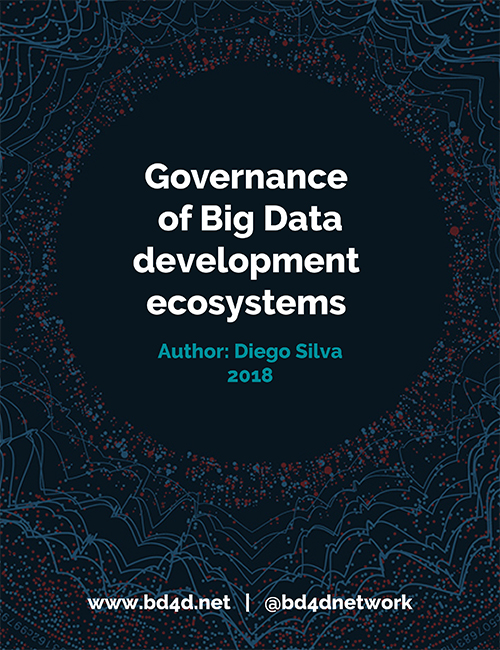 Governance
of Big Data
development
ecosystems
Author: Diego Silva
2018
www.bd4d.net | @bd4dnetwork